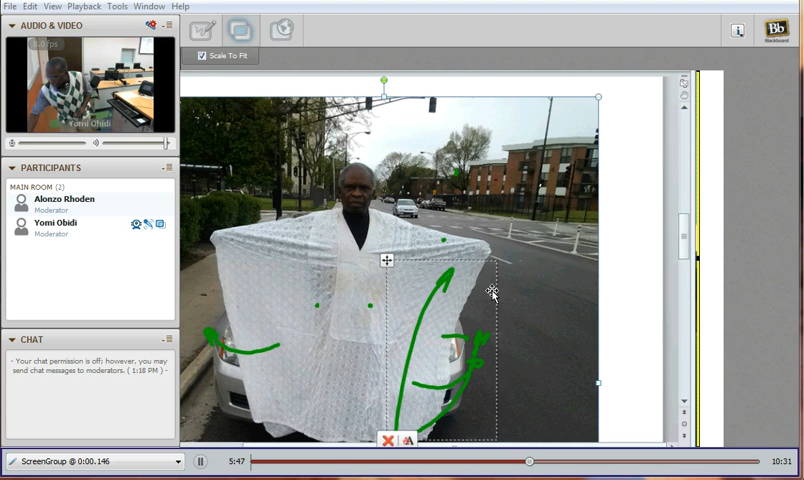 File Edit View Playback Tools Window Help
AUDIO & VIDEO
Yomi Obidi
PARTICIPANTS
MAIN ROOM (2)
Alonzo Rhoden
Moderator
Yomi Obidi
Moderator
CHAT
- Your chat permission is off; however, you may
send chat messages to moderators. ( 1:18 PM ) -
Scale To Fit
i
Bb
Blackboard
ScreenGroup @ 0:00.146
5:47
10:31